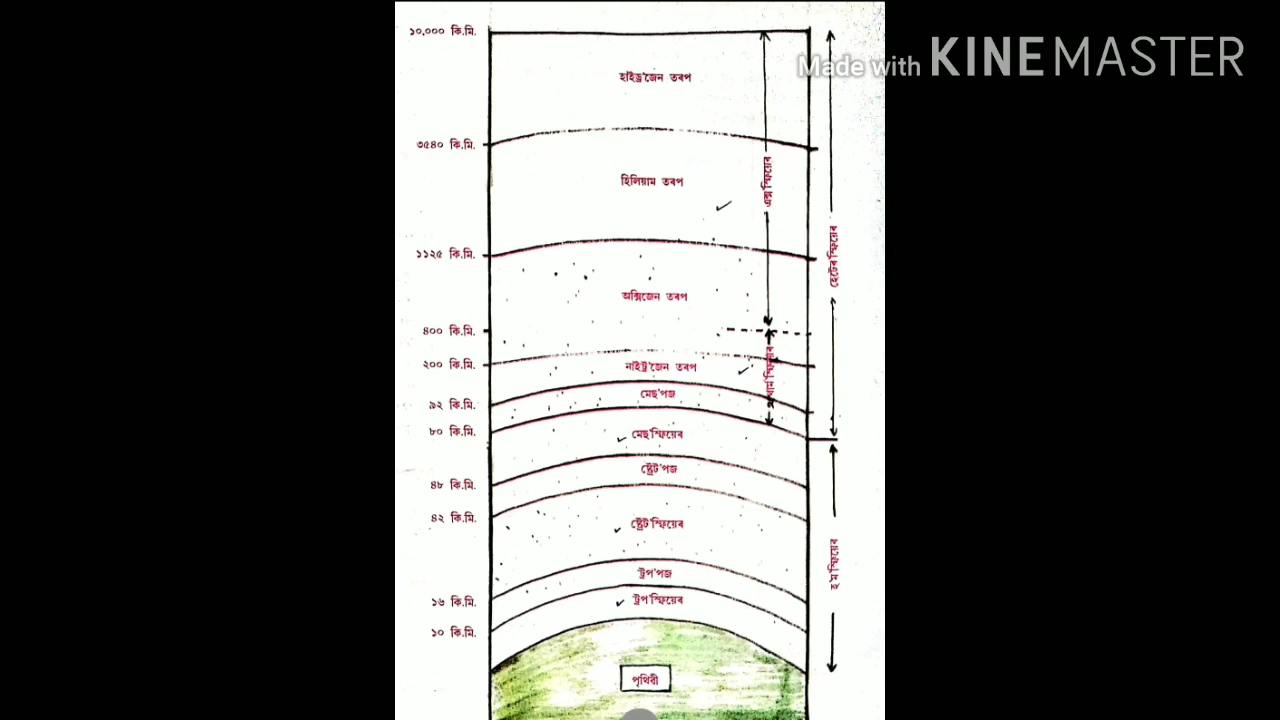 ১০,০০০ কি.মি.
Made with KINEMASTER
হাইড্ৰ'জেন তৰপ
৩৫৪০ কি.মি.
হিলিয়াম তৰপ
এক্স'স্ফিয়েৰ
হেটেৰ'স্ফিয়েৰ
১১২৫ কি.মি.
অক্সিজেন তৰপ
৪০০ কি.মি.
২০০ কি.মি.
নাইট্ৰ'জেন তৰপ
মেছ'পজ
৯২ কি.মি.
৮০ কি.মি.
মেছ'স্ফিয়েৰ
ষ্ট্ৰেট'পজ
৪৮ কি.মি.
৪২ কি.মি.
ষ্ট্ৰেট'স্ফিয়েৰ
হ'ম'স্ফিয়েৰ
ট্ৰপ'পজ
১৬ কি.মি.
ট্ৰপ'স্ফিয়েৰ
১০ কি.মি.
পৃথিৱী